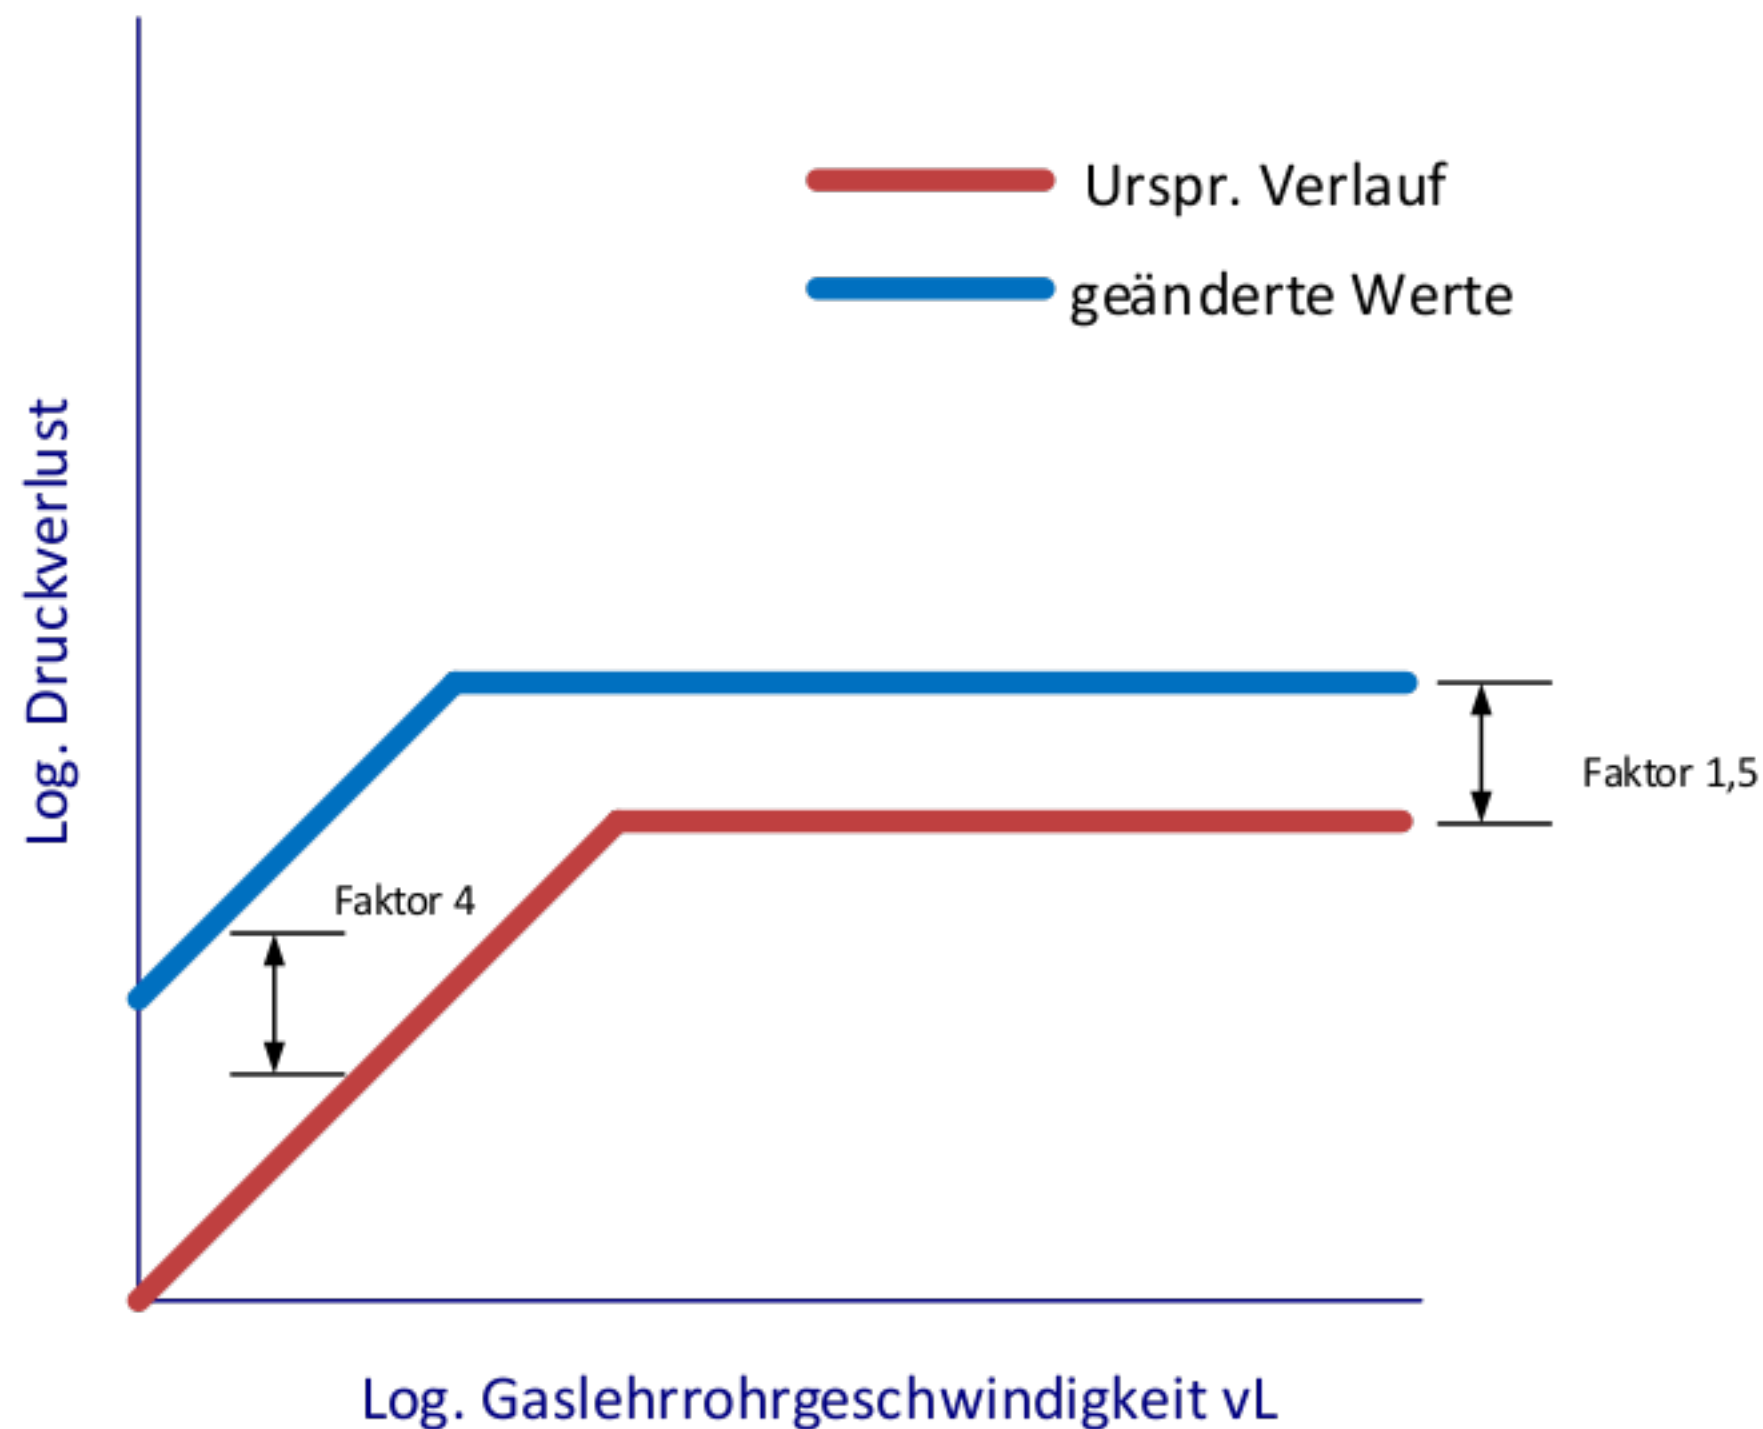 Urspr. Verlauf
geänderte Werte
Log. Druckverlust
Faktor 1,5
Faktor 4
Log. Gaslehrrohrgeschwindigkeit vL